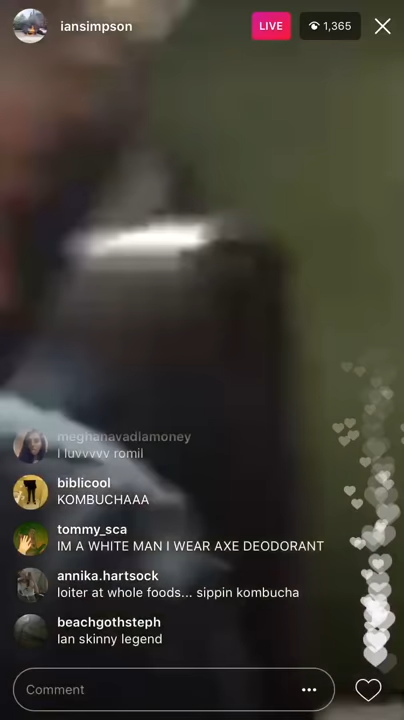 iansimpson
LIVE
1,365
meghanavadlamoney
I luvvvvv romil
biblicool
KOMBUCHAAA
tommy_sca
IM A WHITE MAN I WEAR AXE DEODORANT
annika.hartsock
loiter at whole foods... sippin kombucha
beachgothsteph
Ian skinny legend
Comment